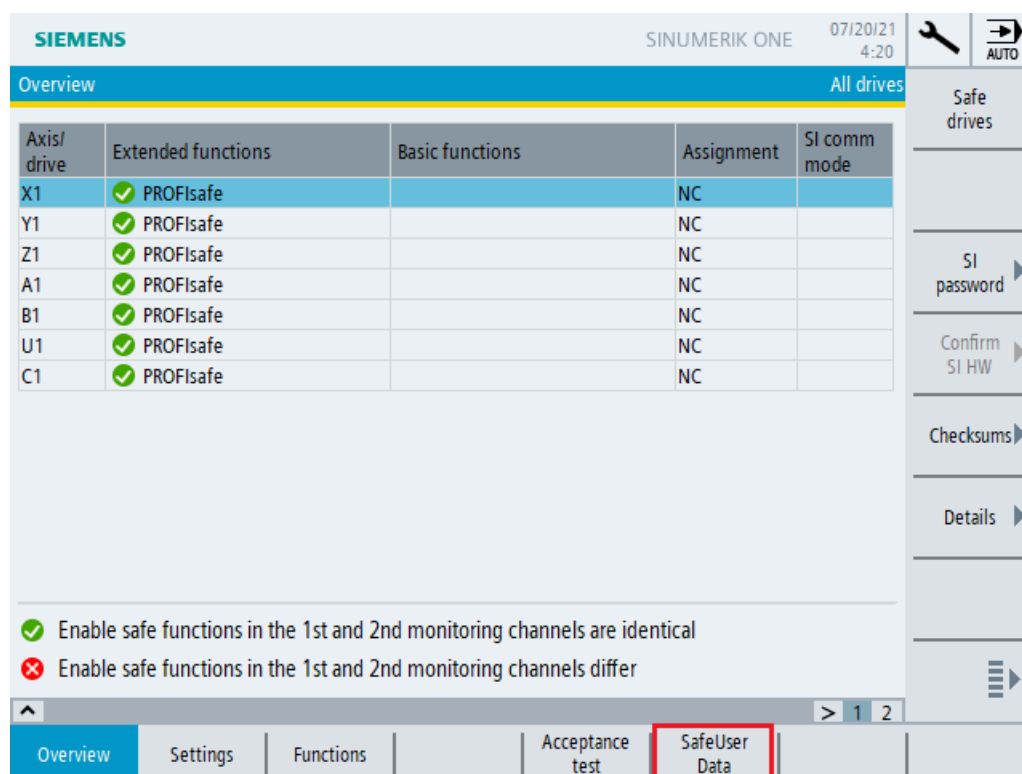 SIEMENS
SINUMERIK ONE
07/20/21
4:20
AUTO
Overview
All drives
Axis/
drive
Extended functions
Basic functions
Assignment
SI comm
mode
X1 PROFIsafe NC
Y1 PROFIsafe NC
Z1 PROFIsafe NC
A1 PROFIsafe NC
B1 PROFIsafe NC
U1 PROFIsafe NC
C1 PROFIsafe NC
Enable safe functions in the 1st and 2nd monitoring channels are identical
Enable safe functions in the 1st and 2nd monitoring channels differ
> 1 2
Safe
drives
SI
password
Confirm
SI HW
Checksums
Details
Overview
Settings
Functions
Acceptance
test
SafeUser
Data